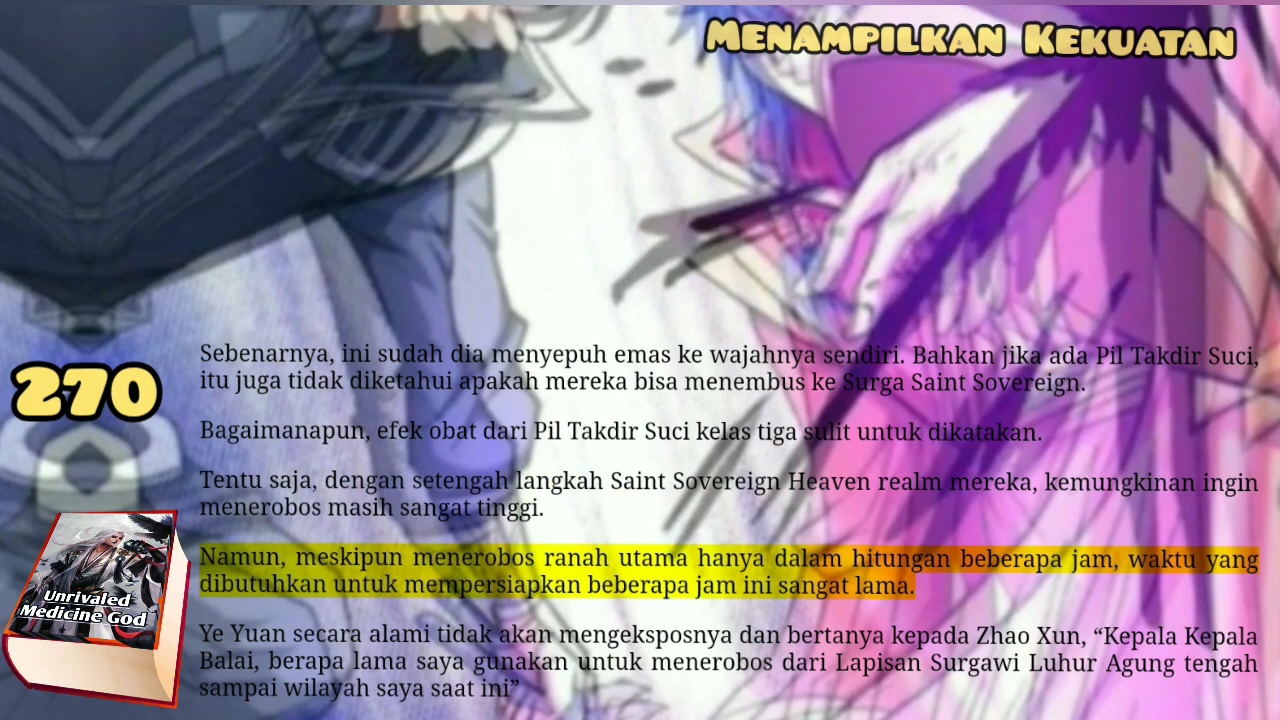 Menampilkan Kekuatan
Sebenarnya, ini sudah dia menyepuh emas ke wajahnya sendiri. Bahkan jika ada Pil Takdir Suci,
itu juga tidak diketahui apakah mereka bisa menembus ke Surga Saint Sovereign.
270
Bagaimanapun, efek obat dari Pil Takdir Suci kelas tiga sulit untuk dikatakan.
Tentu saja, dengan setengah langkah Saint Sovereign Heaven realm mereka, kemungkinan ingin
menerobos masih sangat tinggi.
Namun, meskipun menerobos ranah utama hanya dalam hitungan beberapa jam, waktu yang
dibutuhkan untuk mempersiapkan beberapa jam ini sangat lama.
Unrivaled
Medicine God
Ye Yuan secara alami tidak akan mengeksposnya dan bertanya kepada Zhao Xun, “Kepala Kepala
Balai, berapa lama saya gunakan untuk menerobos dari Lapisan Surgawi Luhur Agung tengah
sampai wilayah saya saat ini”